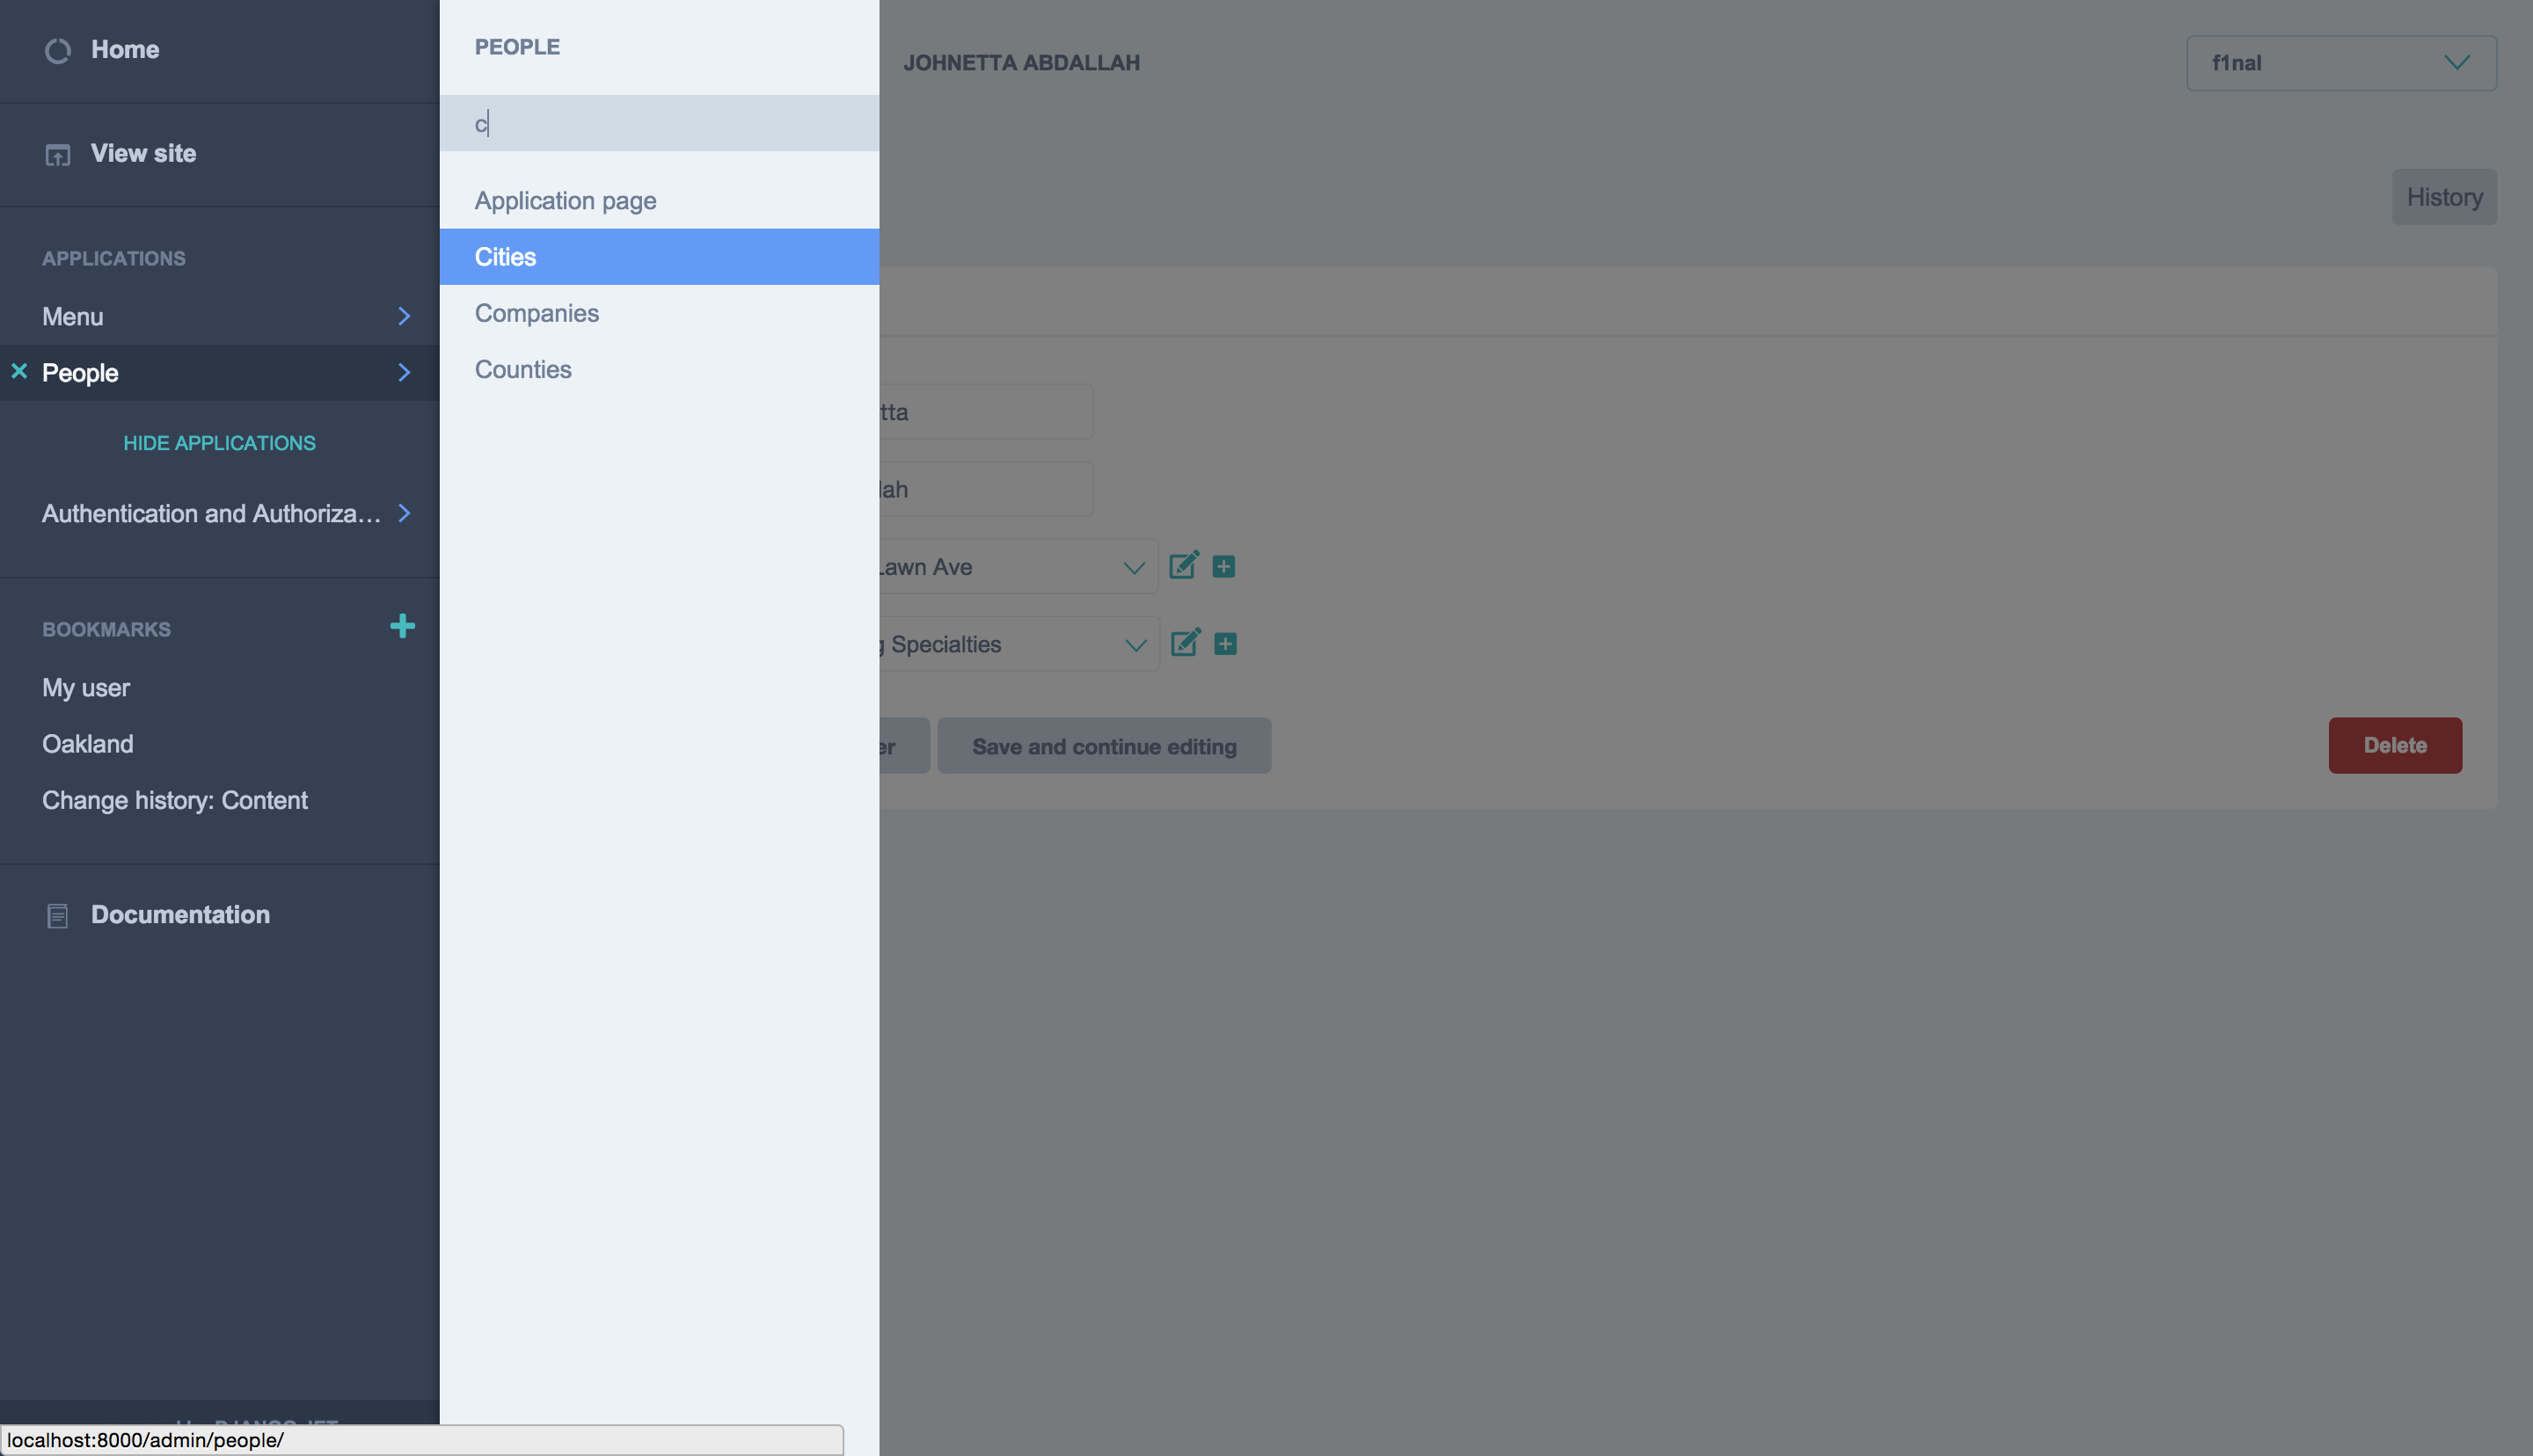 Home
View site
APPLICATIONS
Menu
People
HIDE APPLICATIONS
Authentication and Authoriza...
BOOKMARKS
My user
Oakland
Change history: Content
Documentation
localhost:8000/admin/people/
PEOPLE
c
Application page
Cities
Companies
Counties
JOHNETTA ABDALLAH
f1nal
History
tta
lah
Lawn Ave
g Specialties
er
Save and continue editing
Delete